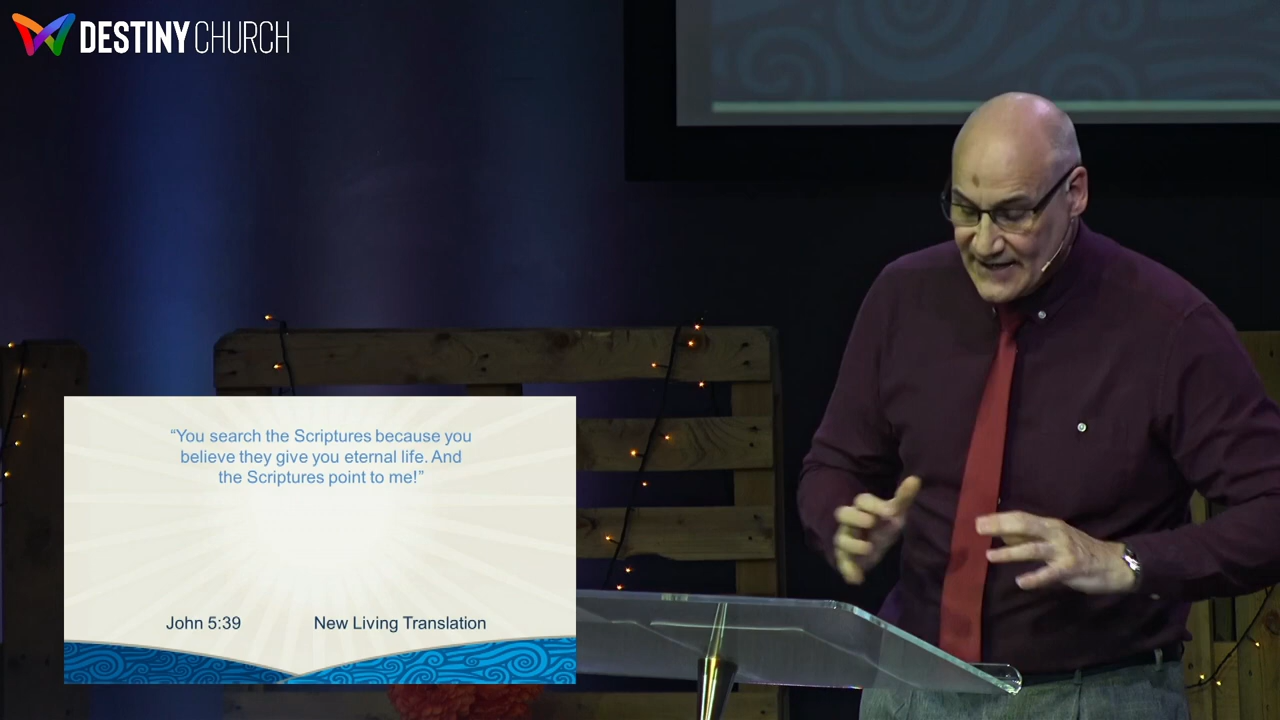 DESTINY CHURCH
“You search the Scriptures because you
believe they give you eternal life. And
the Scriptures point to me!”
John 5:39 New Living Translation